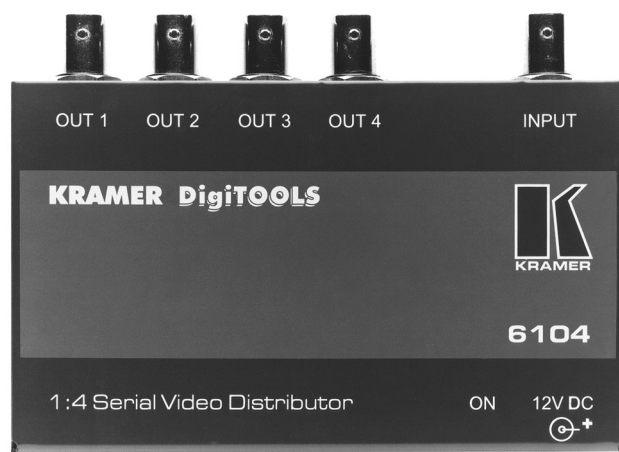 OUT 1 OUT 2 OUT 3 OUT 4 INPUT
KRAMER DigiTOOLS
K
KRAMER
6104
1:4 Serial Video Distributor ON 12V DC
+